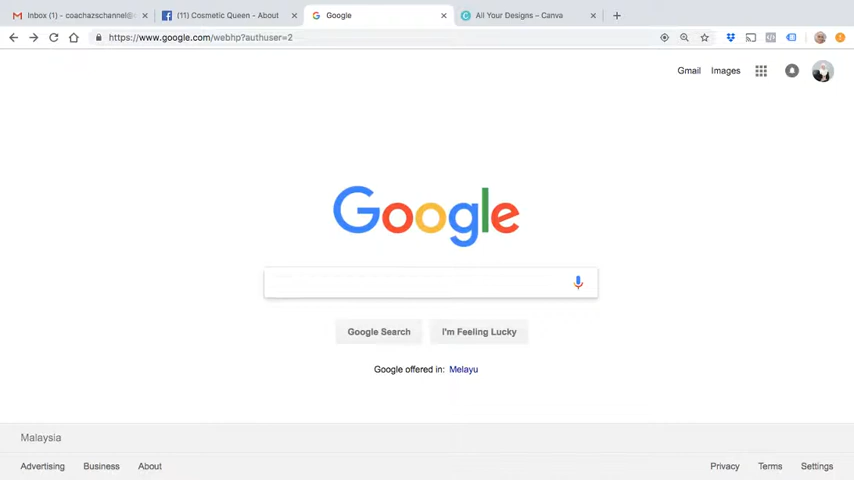 Inbox (1) - coachazschannel@
(11) Cosmetic Queen - About
Google
All Your Designs – Canva
https://www.google.com/webhp?authuser=2
Gmail
Images
Google
Google Search
I'm Feeling Lucky
Google offered in: Melayu
Malaysia
Advertising
Business
About
Privacy
Terms
Settings